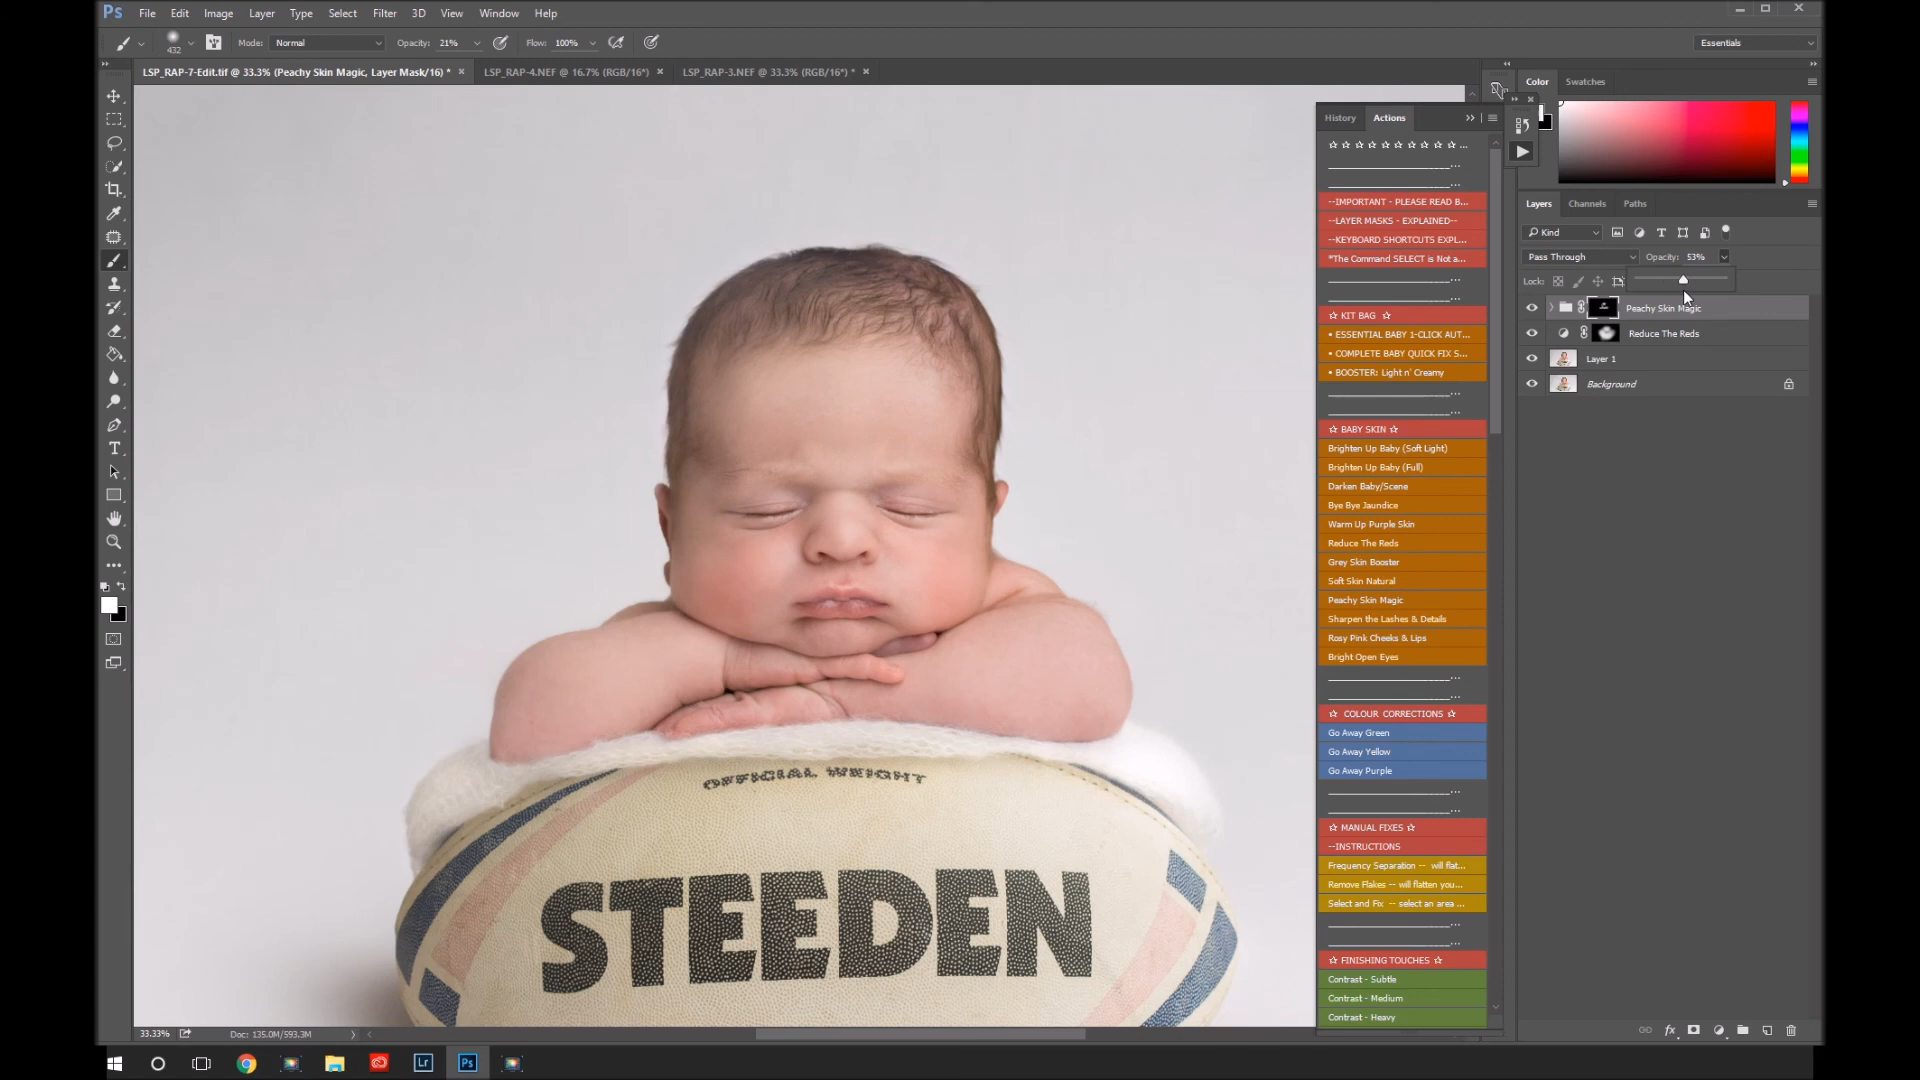 Ps File Edit Image Layer Type Select Filter 3D View Window Help
432 Mode: Normal Opacity: 21% Flow: 100% Essentials
LSP_RAP-7-Edit.tif @ 33.3% (Peachy Skin Magic, Layer Mask/16) * × LSP_RAP-4.NEF @ 16.7% (RGB/16*) × LSP_RAP-3.NEF @ 33.3% (RGB/16*) * ×
Color Swatches
History Actions
☆ ☆ ☆ ☆ ☆ ☆ ☆ ☆ ☆ ☆ ...
--IMPORTANT - PLEASE READ B...
--LAYER MASKS - EXPLAINED--
--KEYBOARD SHORTCUTS EXPL...
*The Command SELECT is Not a...
☆ KIT BAG ☆
• ESSENTIAL BABY 1-CLICK AUT...
• COMPLETE BABY QUICK FIX S...
• BOOSTER: Light n' Creamy
☆ BABY SKIN ☆
Brighten Up Baby (Soft Light)
Brighten Up Baby (Full)
Darken Baby/Scene
Bye Bye Jaundice
Warm Up Purple Skin
Reduce The Reds
Grey Skin Booster
Soft Skin Natural
Peachy Skin Magic
Sharpen the Lashes & Details
Rosy Pink Cheeks & Lips
Bright Open Eyes
☆ COLOUR CORRECTIONS ☆
Go Away Green
Go Away Yellow
Go Away Purple
☆ MANUAL FIXES ☆
--INSTRUCTIONS
Frequency Separation -- will flat...
Remove Flakes -- will flatten you...
Select and Fix -- select an area ...
☆ FINISHING TOUCHES ☆
Contrast - Subtle
Contrast - Medium
Contrast - Heavy
Layers Channels Paths
Kind
Pass Through Opacity: 53%
Lock:
Peachy Skin Magic
Reduce The Reds
Layer 1
Background
fx
OFFICIAL WEIGHT
STEEDEN
33.33% Doc: 135.0M/593.3M
Lr Ps